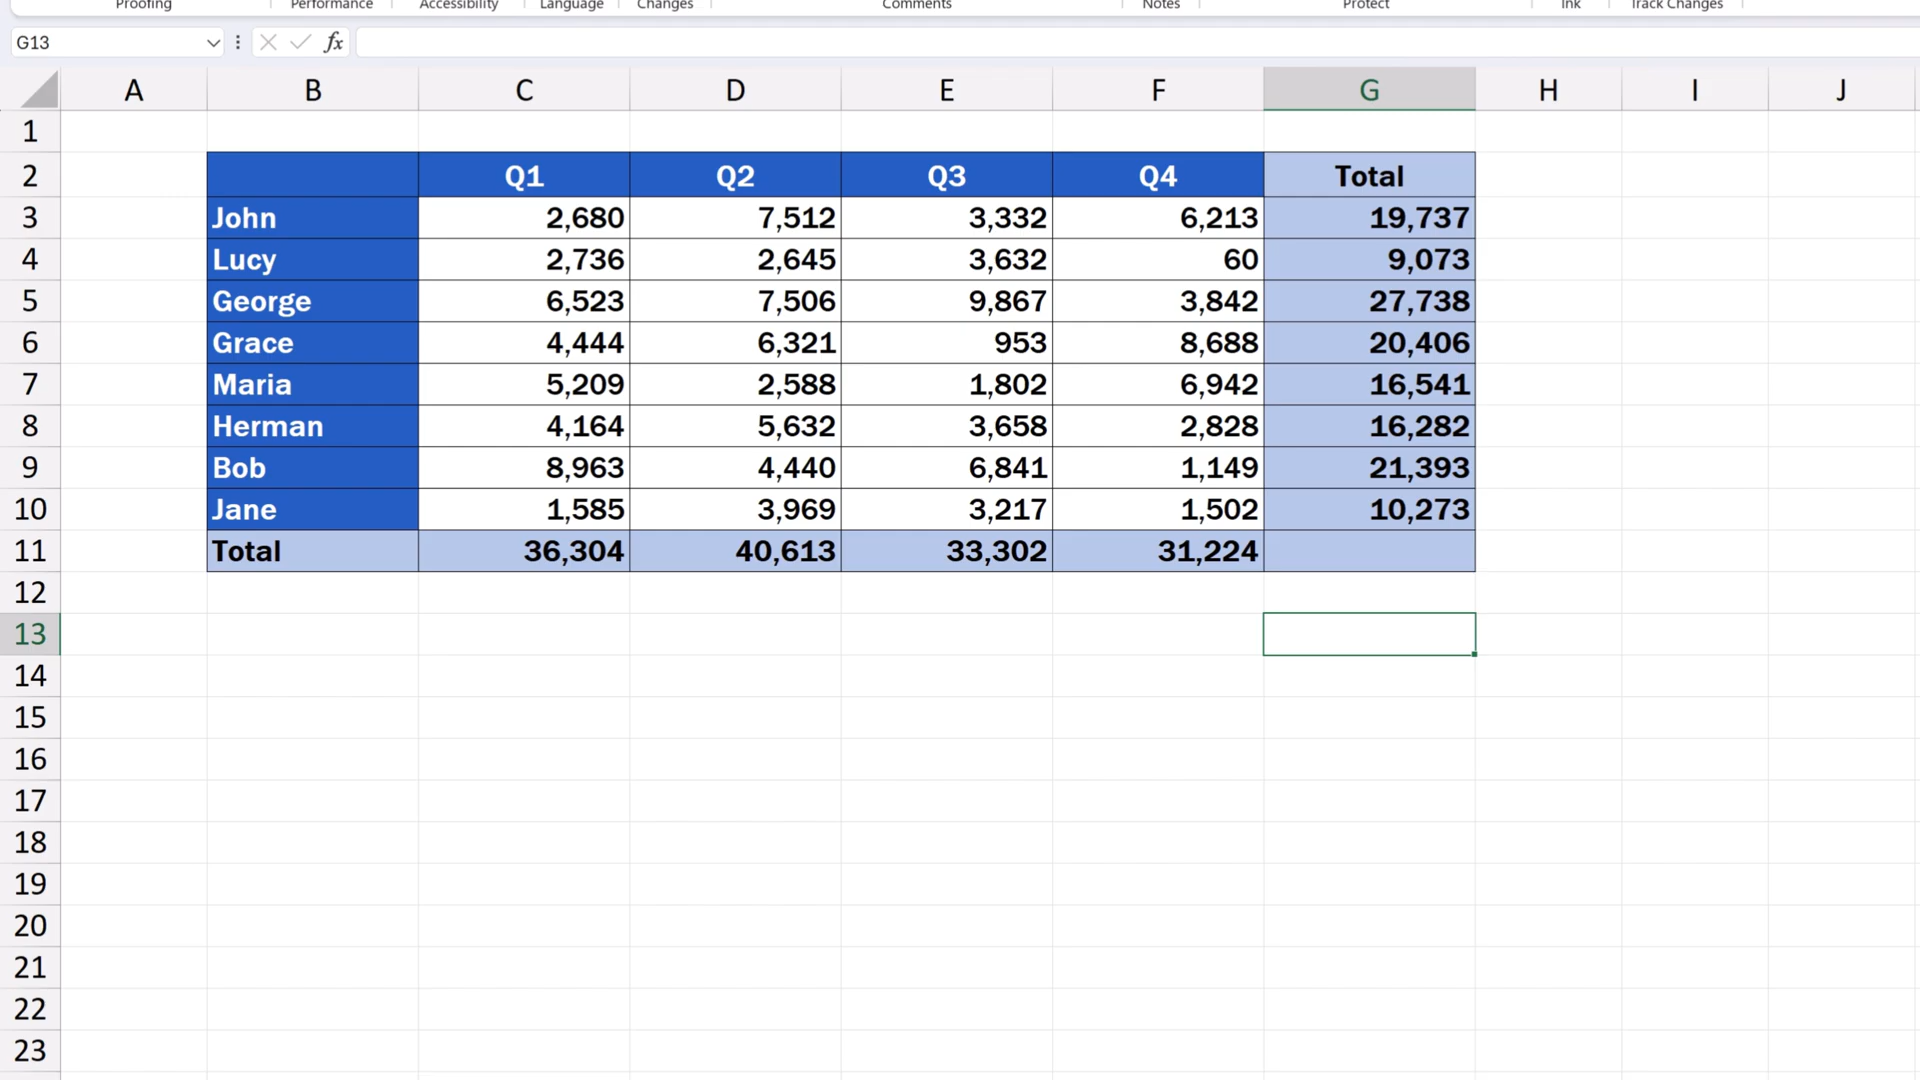 Proofing Performance Accessibility Language Changes Comments Notes Protect Ink Track Changes
G13 fx
A B C D E F G H I J
1
2 Q1 Q2 Q3 Q4 Total
3 John 2,680 7,512 3,332 6,213 19,737
4 Lucy 2,736 2,645 3,632 60 9,073
5 George 6,523 7,506 9,867 3,842 27,738
6 Grace 4,444 6,321 953 8,688 20,406
7 Maria 5,209 2,588 1,802 6,942 16,541
8 Herman 4,164 5,632 3,658 2,828 16,282
9 Bob 8,963 4,440 6,841 1,149 21,393
10 Jane 1,585 3,969 3,217 1,502 10,273
11 Total 36,304 40,613 33,302 31,224
12
13
14
15
16
17
18
19
20
21
22
23